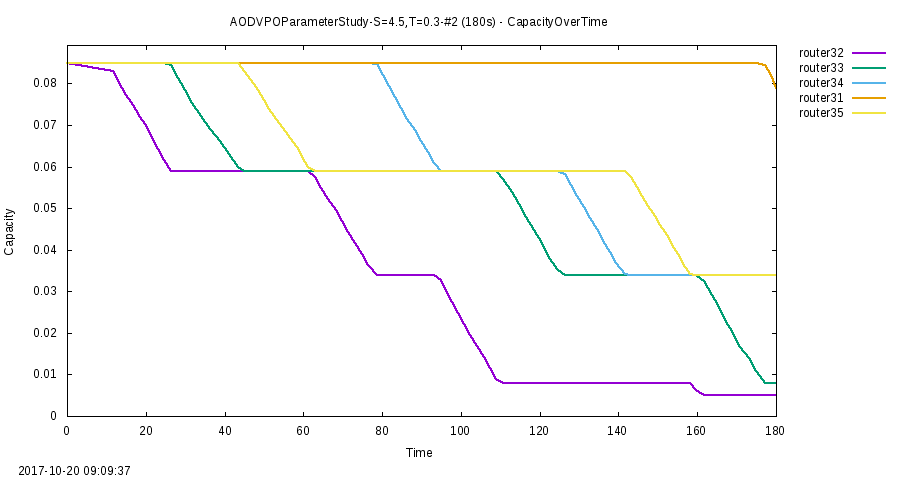 AODVPOParameterStudy-S=4.5,T=0.3-#2 (180s) - CapacityOverTime
router32
router33
router34
router31
router35
0.08
0.07
0.06
0.05
0.04
0.03
0.02
0.01
0
Capacity
0 20 40 60 80 100 120 140 160 180
Time
2017-10-20 09:09:37